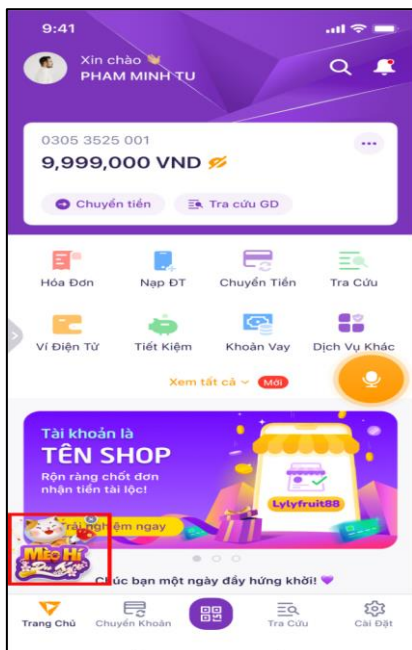 9:41
Xin chào 👋
PHAM MINH TU
0305 3525 001
9,999,000 VND
Chuyển tiền
Tra cứu GD
Hóa Đơn
Nạp ĐT
Chuyển Tiền
Tra Cứu
Ví Điện Tử
Tiết Kiệm
Khoản Vay
Dịch Vụ Khác
Xem tất cả
Mới
Tài khoản là
TÊN SHOP
Rộn ràng chốt đơn
nhận tiền tài lộc!
Lylyfruit88
nghiệm ngay
Mèo Hí
Chúc bạn một ngày đầy hứng khởi! 💜
Trang Chủ
Chuyển Khoản
Tra Cứu
Cài Đặt